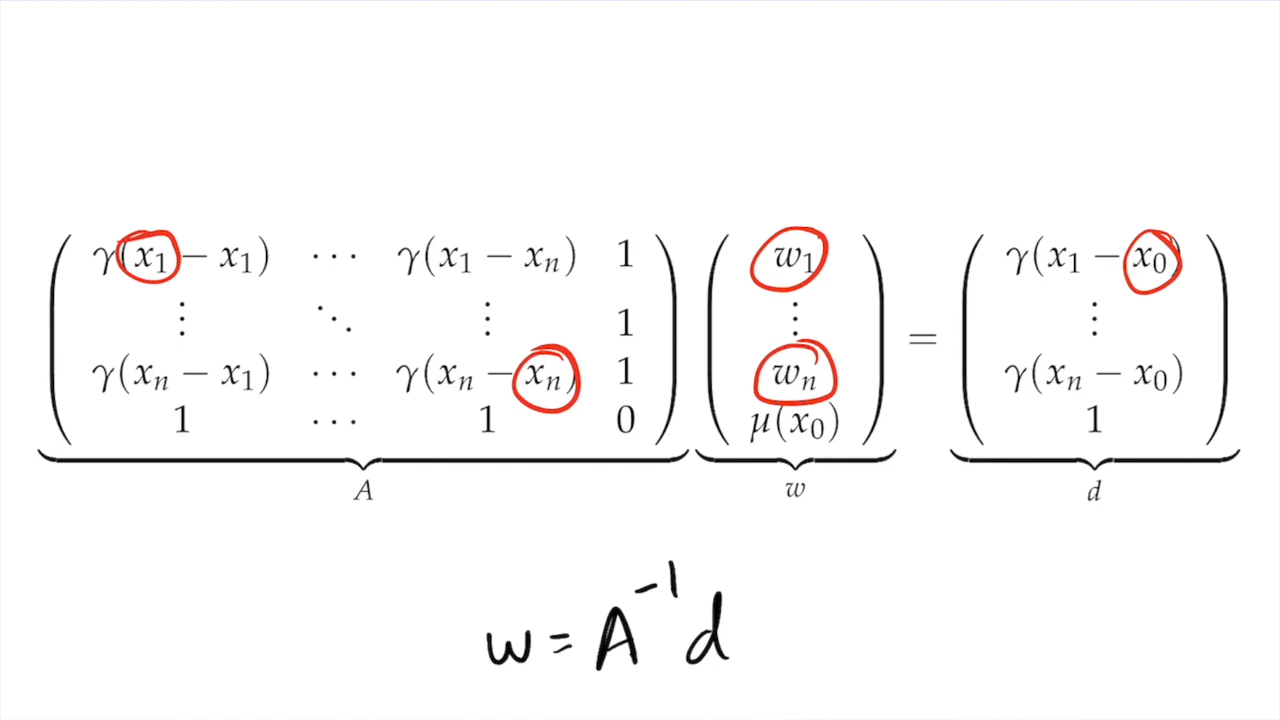 γ(x₁ − x₁) ⋯ γ(x₁ − xₙ) 1 w₁ γ(x₁ − x₀)
⋮ ⋱ ⋮ 1 ⋮ ⋮
γ(xₙ − x₁) ⋯ γ(xₙ − xₙ) 1 wₙ = γ(xₙ − x₀)
1 ⋯ 1 0 μ(x₀) 1
A w d
w = A⁻¹ d